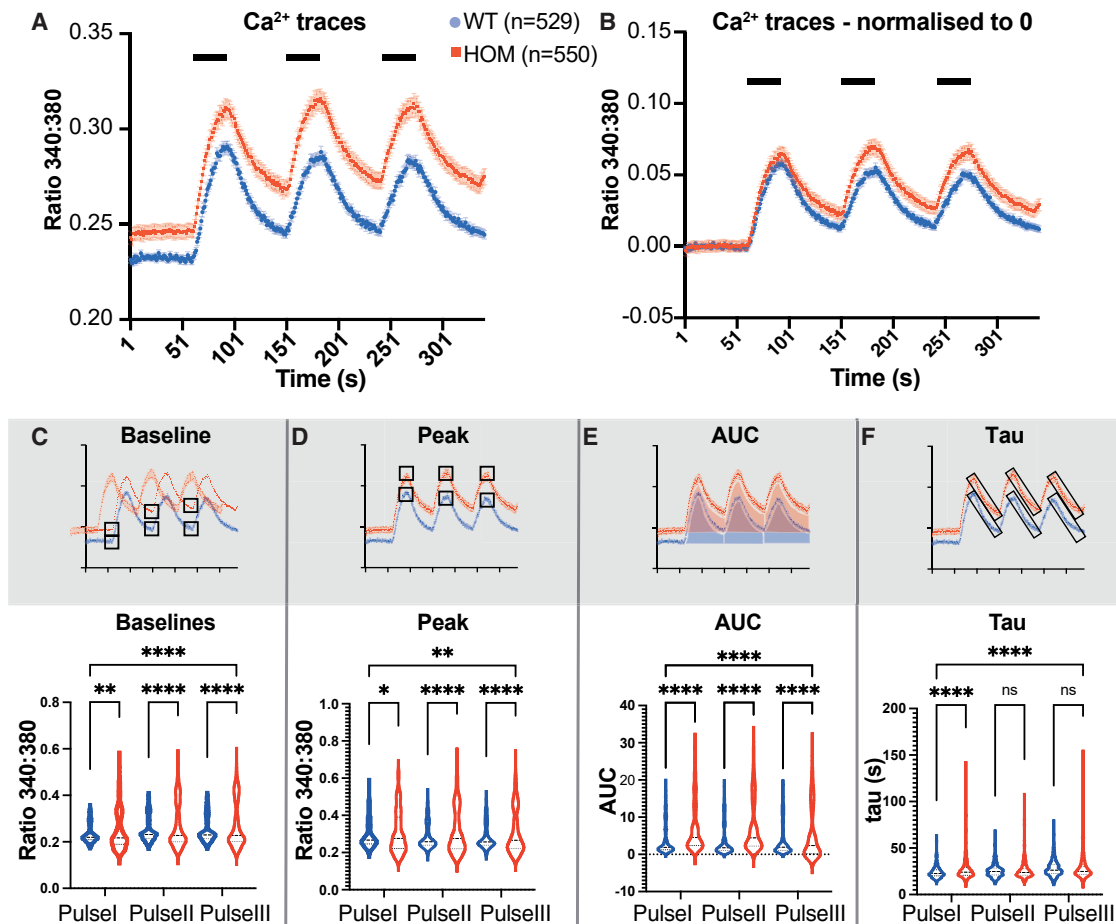 A
Ca²⁺ traces
WT (n=529)
HOM (n=550)
0.35
0.30
0.25
0.20
Ratio 340:380
1
51
101
151
201
251
301
Time (s)
B
Ca²⁺ traces - normalised to 0
0.15
0.10
0.05
0.00
-0.05
Ratio 340:380
1
51
101
151
201
251
301
Time (s)
C
Baseline
D
Peak
E
AUC
F
Tau
Baselines
****
** **** ****
0.8
0.6
0.4
0.2
0.0
Ratio 340:380
PulseI PulseII PulseIII
Peak
**
* **** ****
1.0
0.8
0.6
0.4
0.2
0.0
Ratio 340:380
PulseI PulseII PulseIII
AUC
****
**** **** ****
40
30
20
10
0
-10
AUC
PulseI PulseII PulseIII
Tau
****
**** ns ns
200
150
100
50
0
tau (s)
PulseI PulseII PulseIII